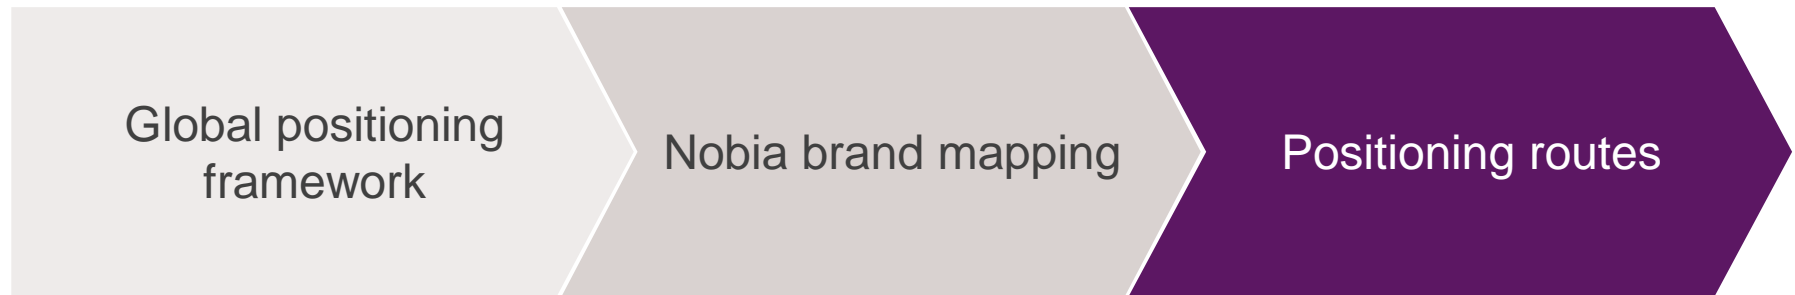 Global positioning
framework
Nobia brand mapping
Positioning routes